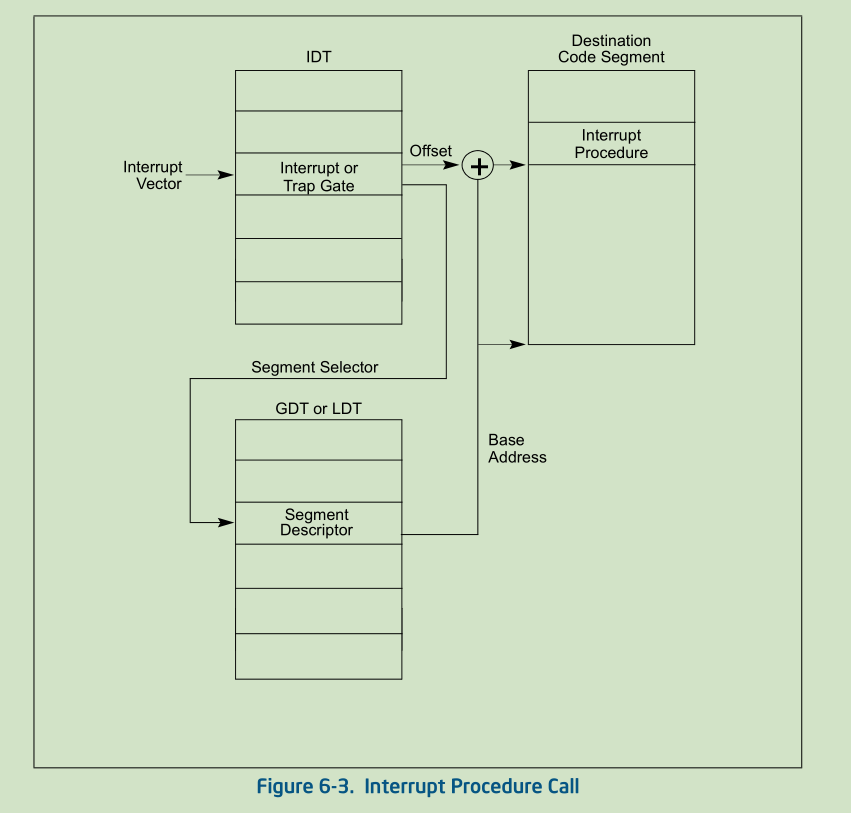 IDT
Destination
Code Segment
Interrupt
Vector
Interrupt or
Trap Gate
Offset
+
Interrupt
Procedure
Segment Selector
GDT or LDT
Segment
Descriptor
Base
Address
Figure 6-3. Interrupt Procedure Call